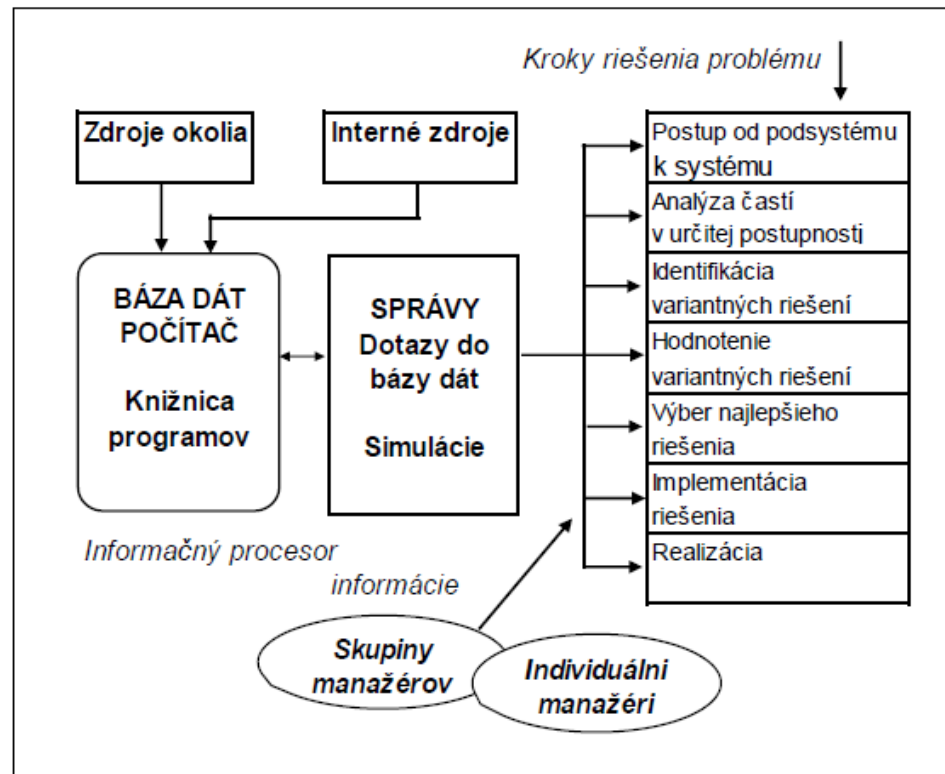 Kroky riešenia problému
Zdroje okolia
Interné zdroje
BÁZA DÁT
POČÍTAČ
Knižnica
programov
SPRÁVY
Dotazy do
bázy dát
Simulácie
Postup od podsystému
k systému
Analýza častí
v určitej postupnosti
Identifikácia
variantných riešení
Hodnotenie
variantných riešení
Výber najlepšieho
riešenia
Implementácia
riešenia
Realizácia
Informačný procesor
informácie
Skupiny
manažérov
Individuálni
manažéri